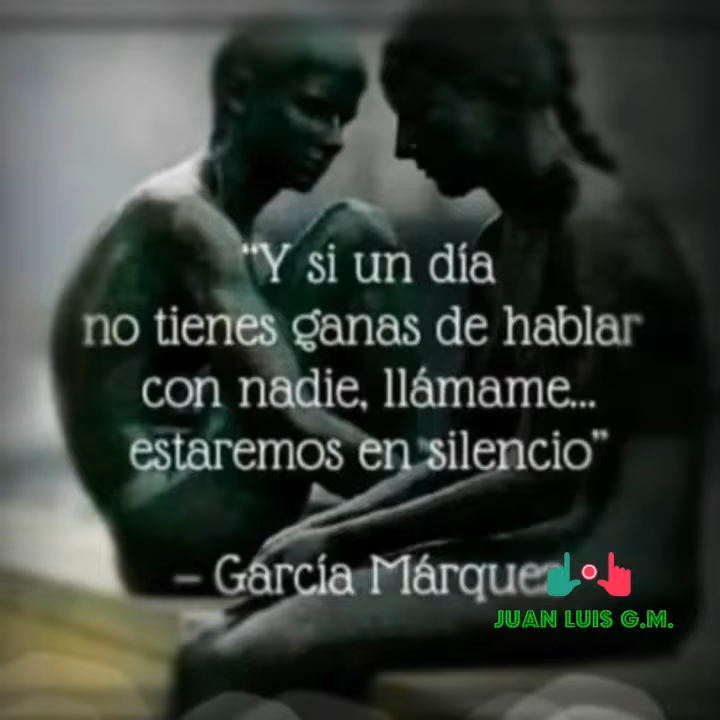 “Y si un día
no tienes ganas de hablar
con nadie, llámame...
estaremos en silencio”
– García Márquez
JUAN LUIS G.M.